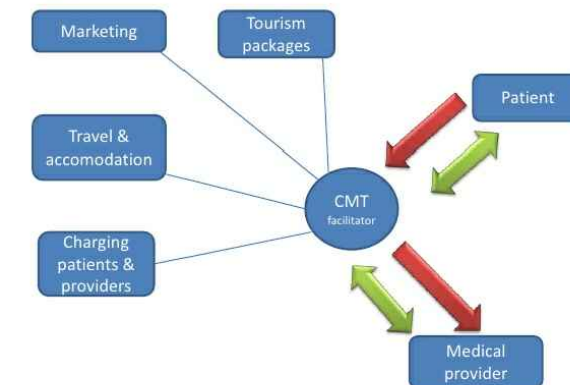 Marketing
Tourism
packages
Patient
Travel &
accomodation
CMT
facilitator
Charging
patients &
providers
Medical
provider